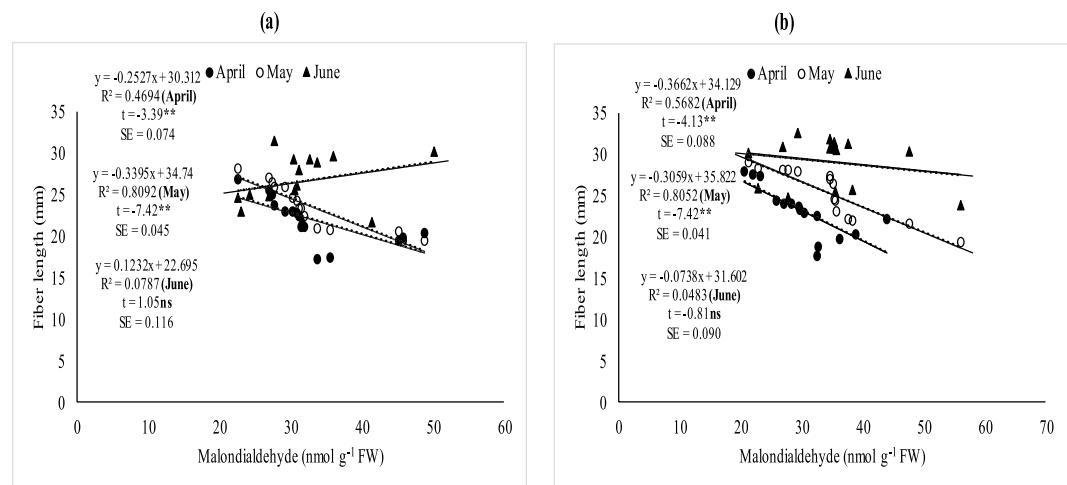 (a)
April May June
y = -0.2527x + 30.312
R² = 0.4694 (April)
t = -3.39**
SE = 0.074
y = -0.3395x + 34.74
R² = 0.8092 (May)
t = -7.42**
SE = 0.045
y = 0.1232x + 22.695
R² = 0.0787 (June)
t = 1.05ns
SE = 0.116
Fiber length (mm)
35
30
25
20
15
10
5
0
0 10 20 30 40 50 60
Malondialdehyde (nmol g⁻¹ FW)
(b)
April May June
y = -0.3662x + 34.129
R² = 0.5682 (April)
t = -4.13**
SE = 0.088
y = -0.3059x + 35.822
R² = 0.8052 (May)
t = -7.42**
SE = 0.041
y = -0.0738x + 31.602
R² = 0.0483 (June)
t = -0.81ns
SE = 0.090
Fiber length (mm)
35
30
25
20
15
10
5
0
0 10 20 30 40 50 60 70
Malondialdehyde (nmol g⁻¹ FW)